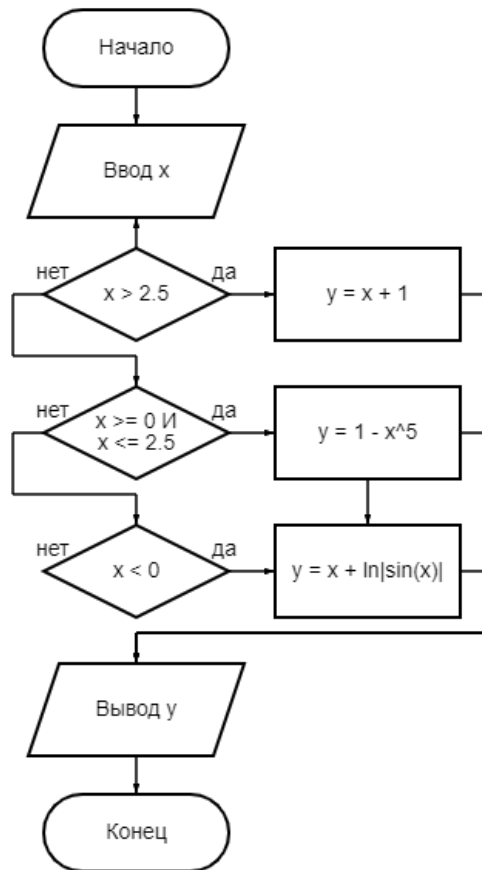 Начало
Ввод x
нет
да
x > 2.5
y = x + 1
нет
да
x >= 0 И
x <= 2.5
y = 1 - x^5
нет
да
x < 0
y = x + ln|sin(x)|
Вывод y
Конец